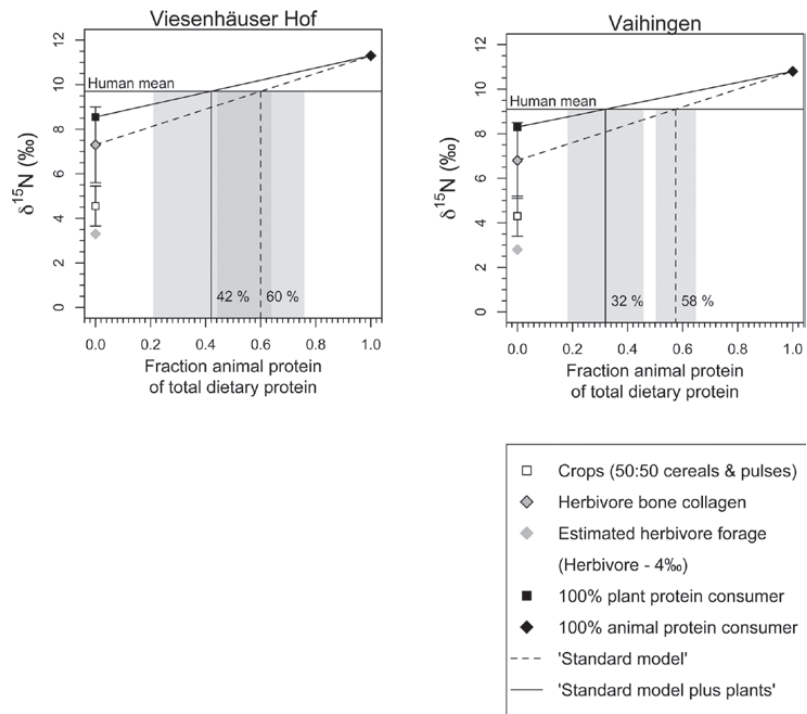 Viesenhäuser Hof
12
10
8
6
4
2
0
δ15N (‰)
Human mean
42 %
60 %
0.0 0.2 0.4 0.6 0.8 1.0
Fraction animal protein
of total dietary protein
Vaihingen
12
10
8
6
4
2
0
δ15N (‰)
Human mean
32 %
58 %
0.0 0.2 0.4 0.6 0.8 1.0
Fraction animal protein
of total dietary protein
Crops (50:50 cereals & pulses)
Herbivore bone collagen
Estimated herbivore forage
(Herbivore - 4‰)
100% plant protein consumer
100% animal protein consumer
'Standard model'
'Standard model plus plants'